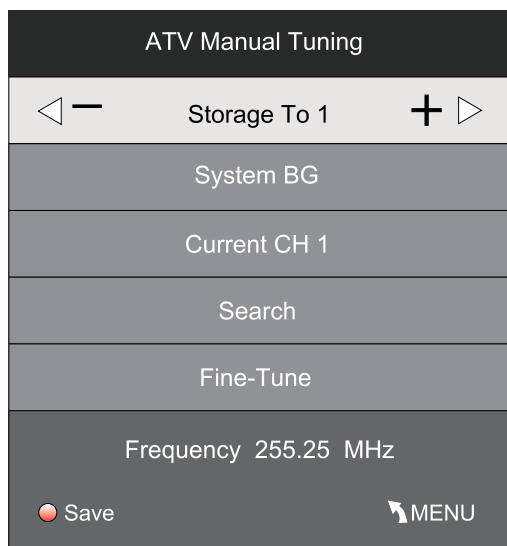 ATV Manual Tuning
− Storage To 1 +
System BG
Current CH 1
Search
Fine-Tune
Frequency 255.25 MHz
Save MENU